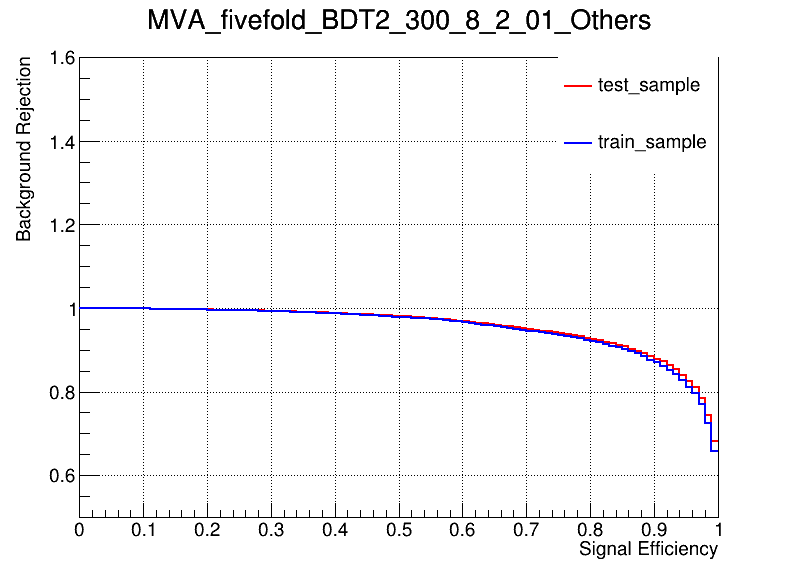 MVA_fivefold_BDT2_300_8_2_01_Others
Background Rejection
1.6
1.4
1.2
1
0.8
0.6
test_sample
train_sample
0 0.1 0.2 0.3 0.4 0.5 0.6 0.7 0.8 0.9 1
Signal Efficiency